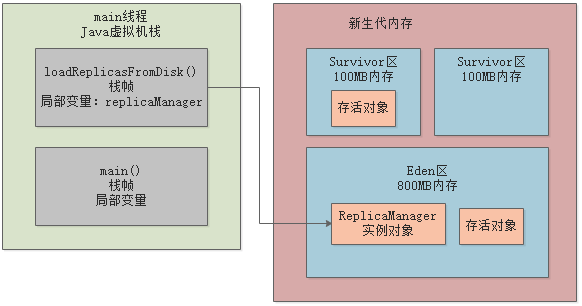 main线程
Java虚拟机栈
loadReplicasFromDisk()
栈帧
局部变量：replicaManager
main()
栈帧
局部变量
新生代内存
Survivor区
100MB内存
存活对象
Survivor区
100MB内存
Eden区
800MB内存
ReplicaManager
实例对象
存活对象